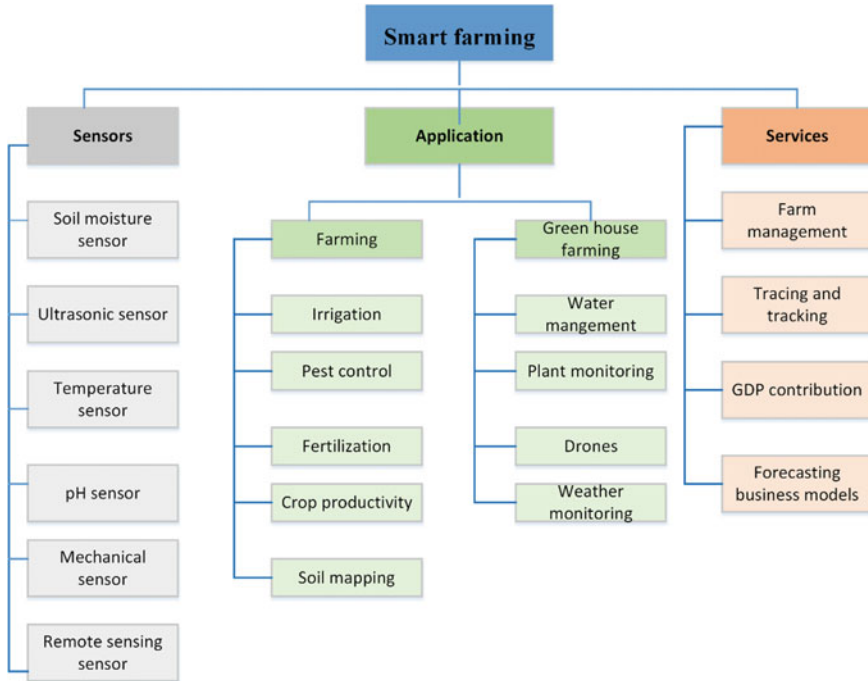 Smart farming
Sensors
Soil moisture
sensor
Ultrasonic sensor
Temperature
sensor
pH sensor
Mechanical
sensor
Remote sensing
sensor
Application
Farming
Irrigation
Pest control
Fertilization
Crop productivity
Soil mapping
Green house
farming
Water
mangement
Plant monitoring
Drones
Weather
monitoring
Services
Farm
management
Tracing and
tracking
GDP contribution
Forecasting
business models